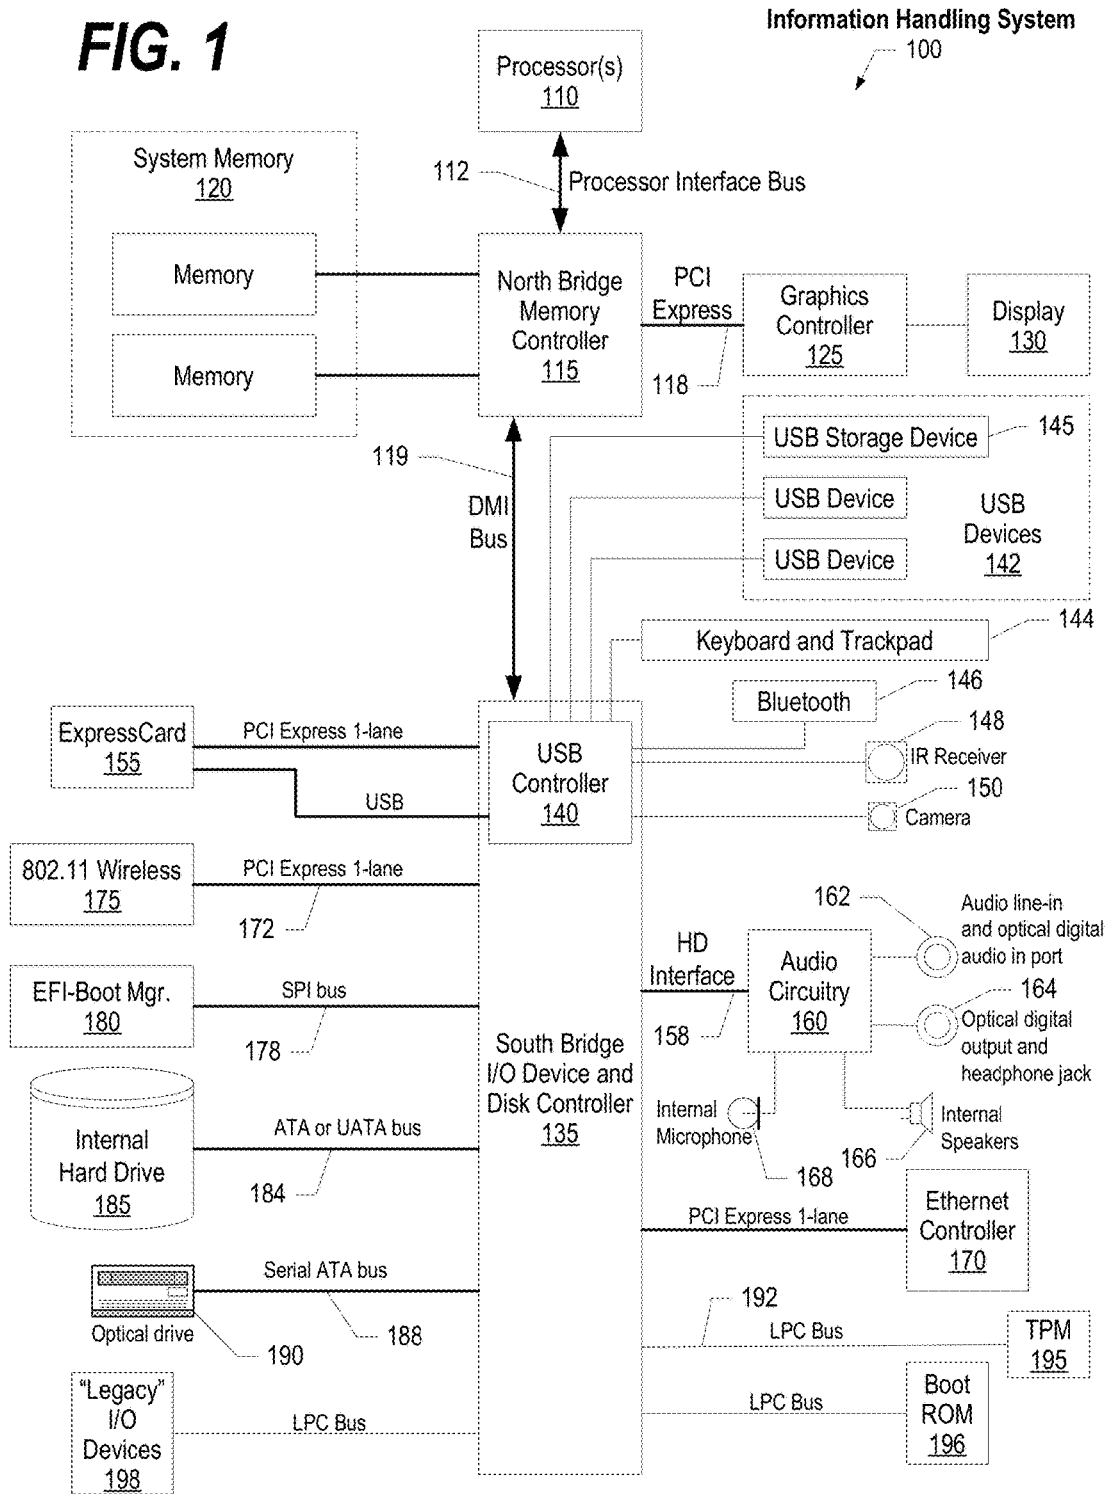 FIG. 1
Information Handling System
100
Processor(s)
110
112
Processor Interface Bus
System Memory
120
Memory
Memory
North Bridge
Memory
Controller
115
PCI
Express
118
Graphics
Controller
125
Display
130
119
DMI
Bus
USB Storage Device
145
USB Device
USB Device
USB
Devices
142
Keyboard and Trackpad
144
Bluetooth
146
148
IR Receiver
150
Camera
ExpressCard
155
PCI Express 1-lane
USB
USB
Controller
140
802.11 Wireless
175
PCI Express 1-lane
172
EFI-Boot Mgr.
180
SPI bus
178
South Bridge
I/O Device and
Disk Controller
135
HD
Interface
158
Audio
Circuitry
160
162
Audio line-in
and optical digital
audio in port
164
Optical digital
output and
headphone jack
Internal
Microphone
168
166
Internal
Speakers
Internal
Hard Drive
185
ATA or UATA bus
184
PCI Express 1-lane
Ethernet
Controller
170
Serial ATA bus
188
Optical drive
190
192
LPC Bus
TPM
195
"Legacy"
I/O
Devices
198
LPC Bus
LPC Bus
Boot
ROM
196